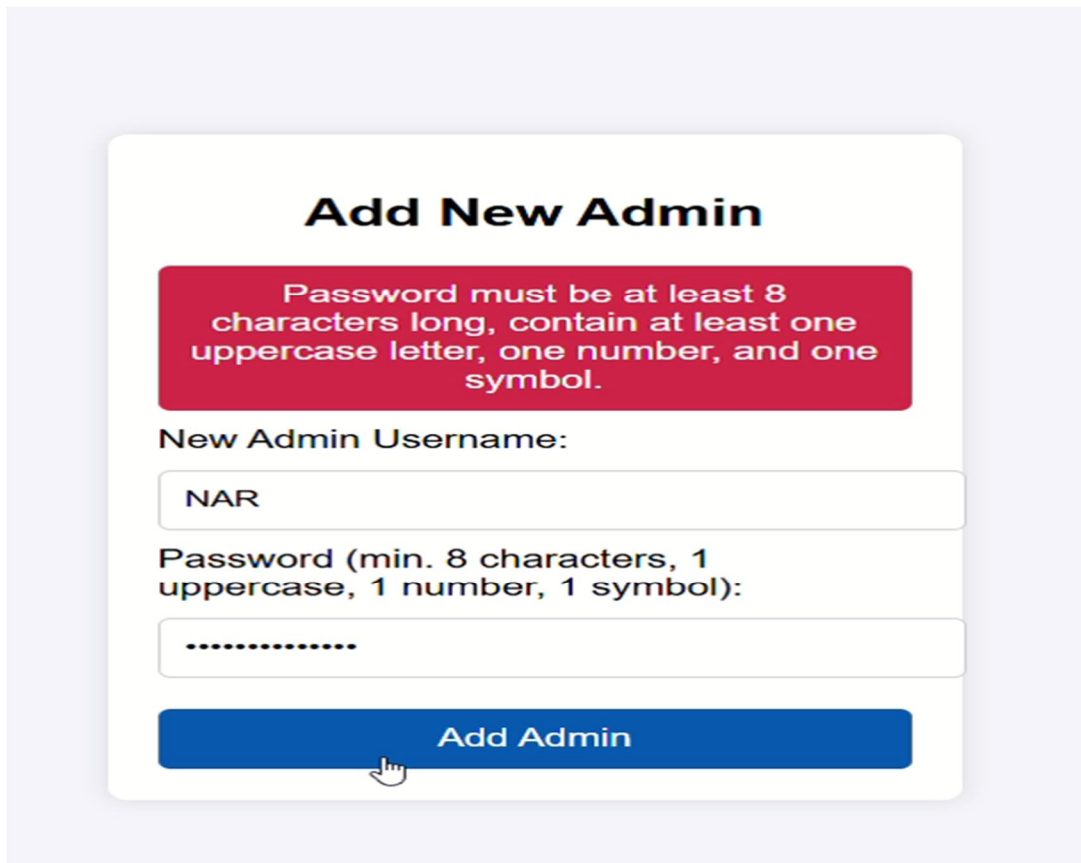 Add New Admin
Password must be at least 8
characters long, contain at least one
uppercase letter, one number, and one
symbol.
New Admin Username:
NAR
Password (min. 8 characters, 1
uppercase, 1 number, 1 symbol):
••••••••••••••
Add Admin